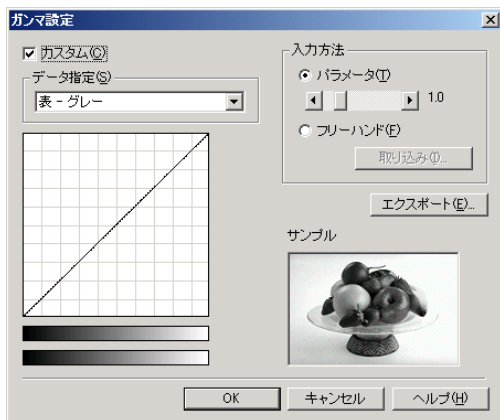 ガンマ設定
カスタム(C)
データ指定(S)
表 - グレー
入力方法
パラメータ(T)
1.0
フリーハンド(F)
取り込み(I)...
エクスポート(E)...
サンプル
OK
キャンセル
ヘルプ(H)